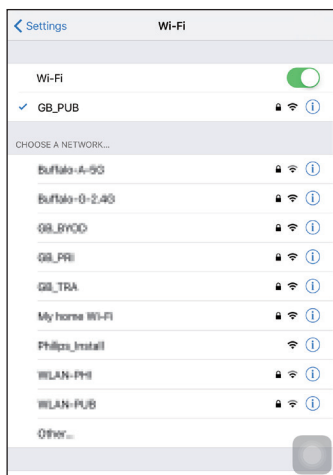 Settings Wi-Fi
Wi-Fi
GB_PUB
CHOOSE A NETWORK...
Buffalo-A-5G
Buffalo-G-2.4G
GB_BYOD
GB_PRI
GB_TRA
My home Wi-Fi
Philips_Install
WLAN-PHI
WLAN-PUB
Other...